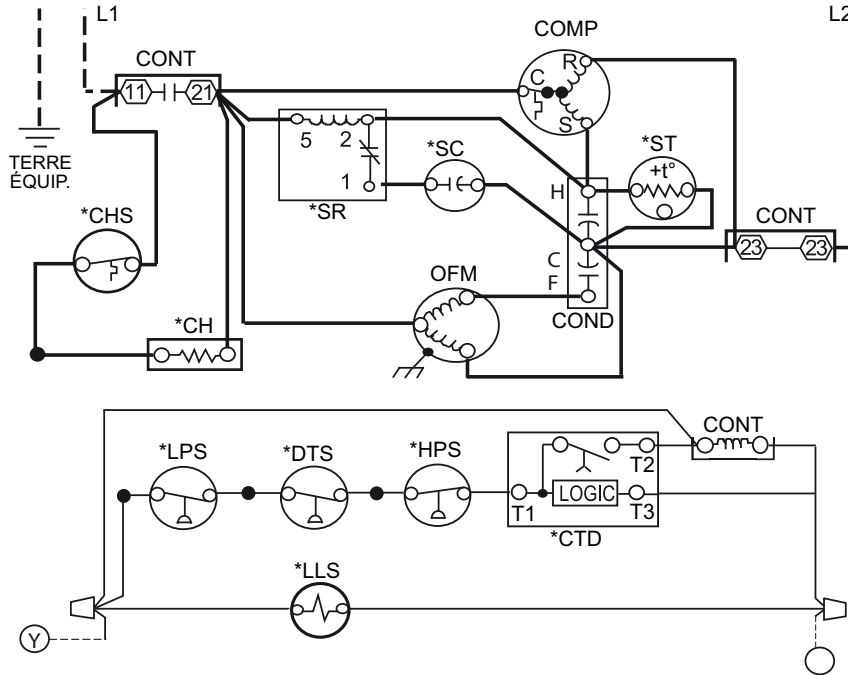 L1
L2
COMP
CONT
R
C
11
21
S
*ST
5
2
*SC
+t°
TERRE
ÉQUIP.
1
H
*SR
CONT
*CHS
23
23
OFM
C
F
*CH
COND
CONT
*LPS
*DTS
*HPS
T2
LOGIC
T1
T3
*CTD
*LLS
Y